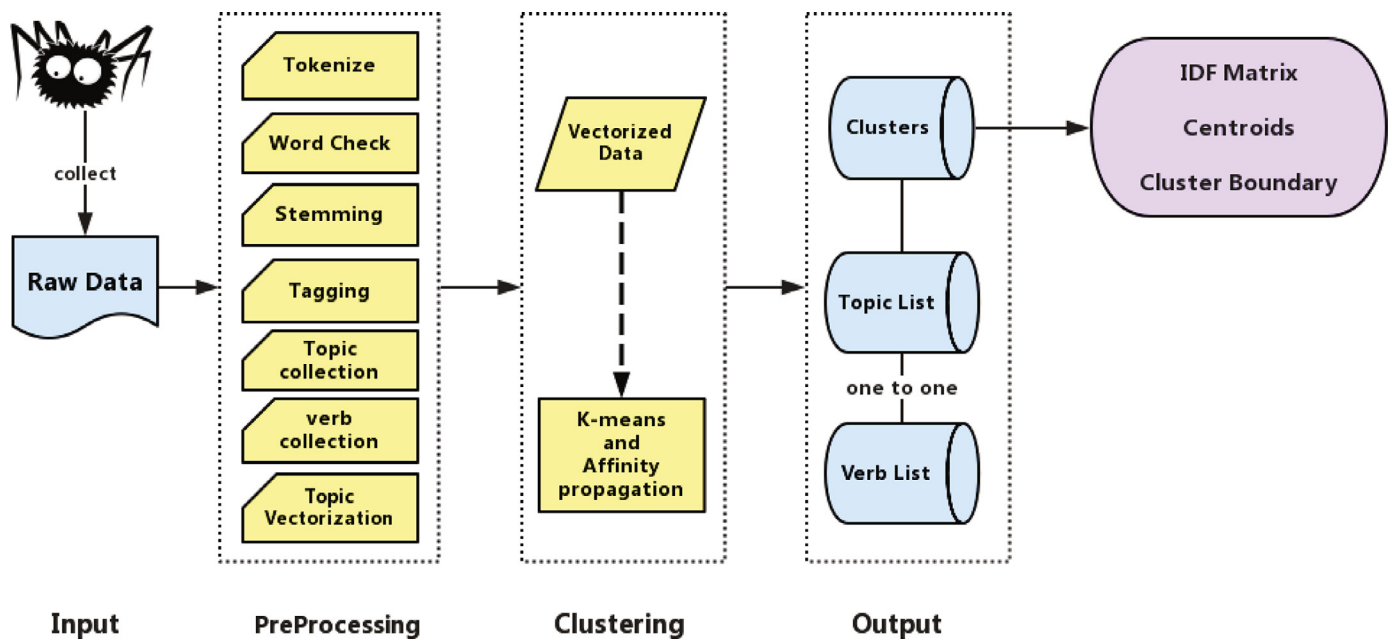 collect
Raw Data
Input
Tokenize
Word Check
Stemming
Tagging
Topic
collection
verb
collection
Topic
Vectorization
PreProcessing
Vectorized
Data
K-means
and
Affinity
propagation
Clustering
Clusters
Topic List
one to one
Verb List
Output
IDF Matrix
Centroids
Cluster Boundary